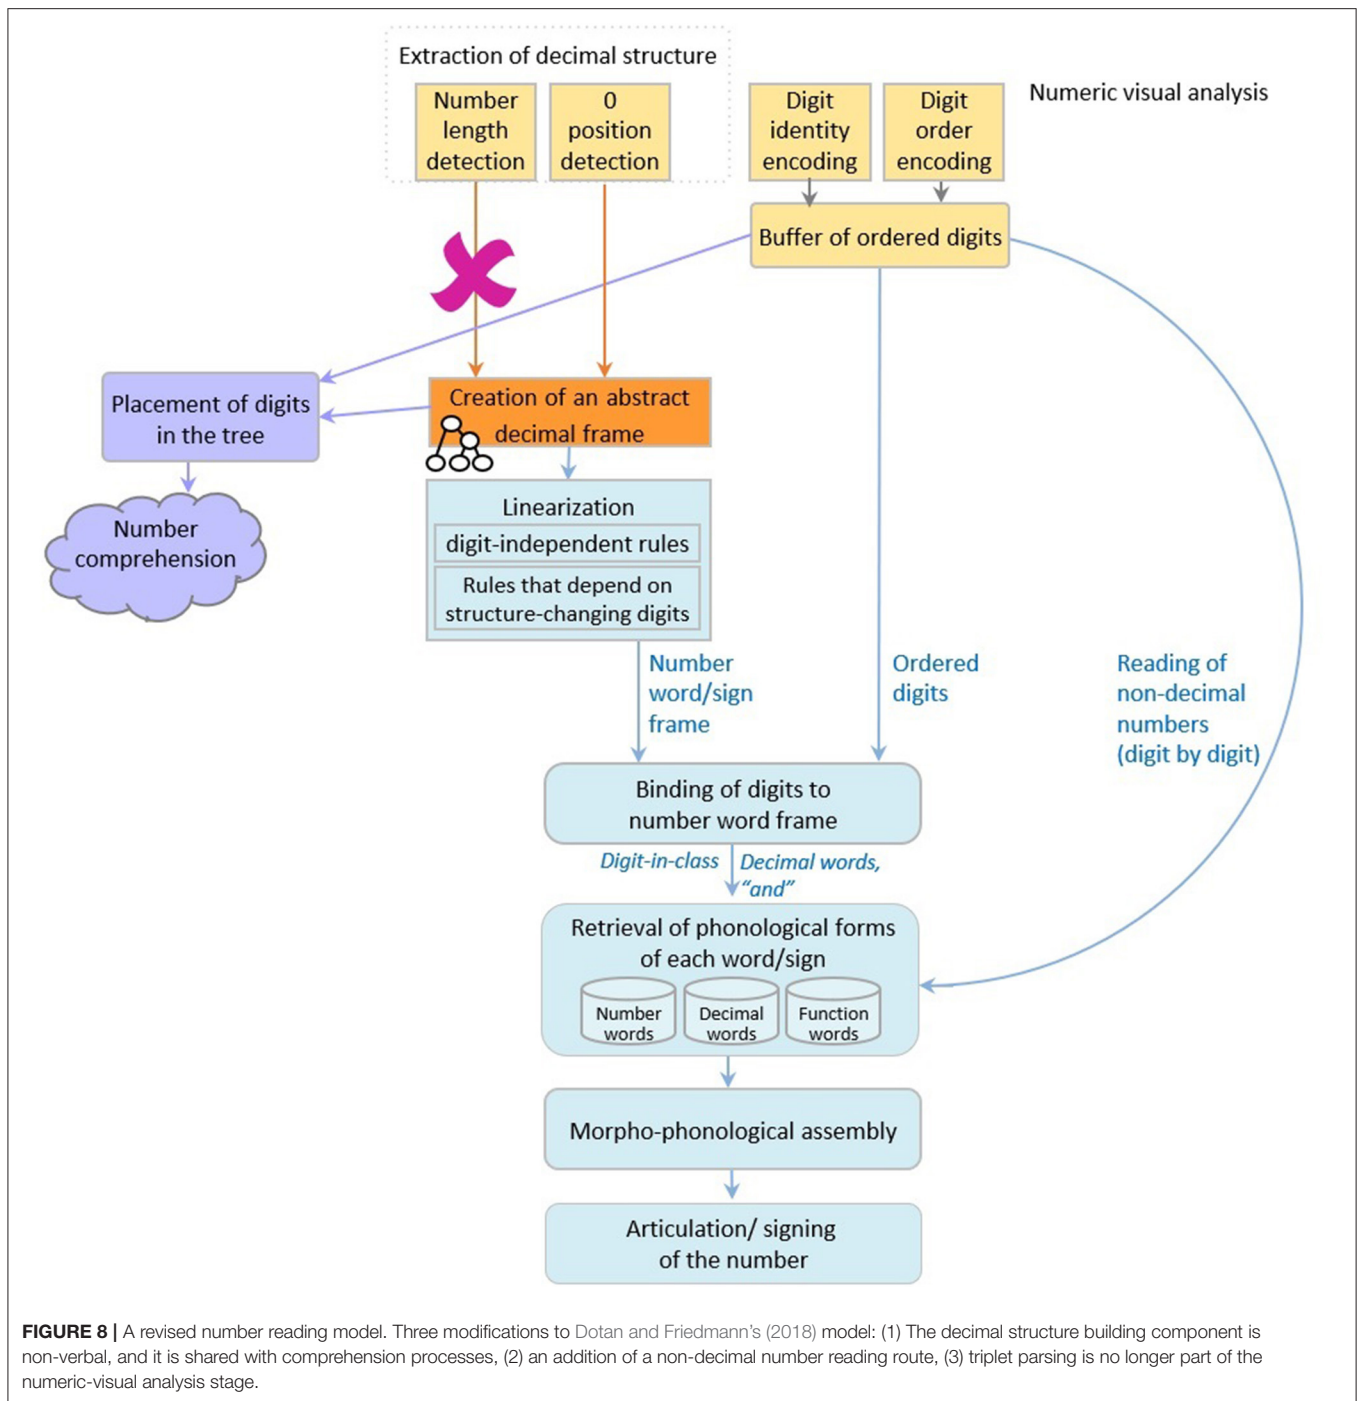 Extraction of decimal structure
Number
length
detection
0
position
detection
Digit
identity
encoding
Digit
order
encoding
Numeric visual analysis
Buffer of ordered digits
Placement of digits
in the tree
Creation of an abstract
decimal frame
Number
comprehension
Linearization
digit-independent rules
Rules that depend on
structure-changing digits
Number
word/sign
frame
Ordered
digits
Reading of
non-decimal
numbers
(digit by digit)
Binding of digits to
number word frame
Digit-in-class
Decimal words,
“and”
Retrieval of phonological forms
of each word/sign
Number
words
Decimal
words
Function
words
Morpho-phonological assembly
Articulation/ signing
of the number
FIGURE 8 | A revised number reading model. Three modifications to Dotan and Friedmann’s (2018) model: (1) The decimal structure building component is
non-verbal, and it is shared with comprehension processes, (2) an addition of a non-decimal number reading route, (3) triplet parsing is no longer part of the
numeric-visual analysis stage.